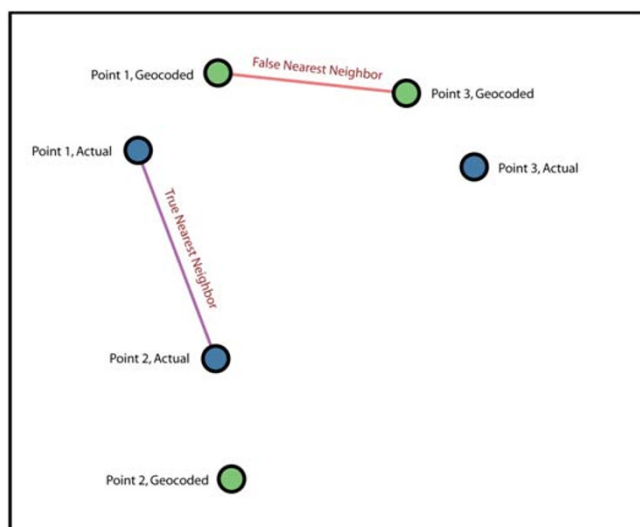 False Nearest Neighbor
Point 1, Geocoded
Point 3, Geocoded
Point 1, Actual
Point 3, Actual
True Nearest Neighbor
Point 2, Actual
Point 2, Geocoded